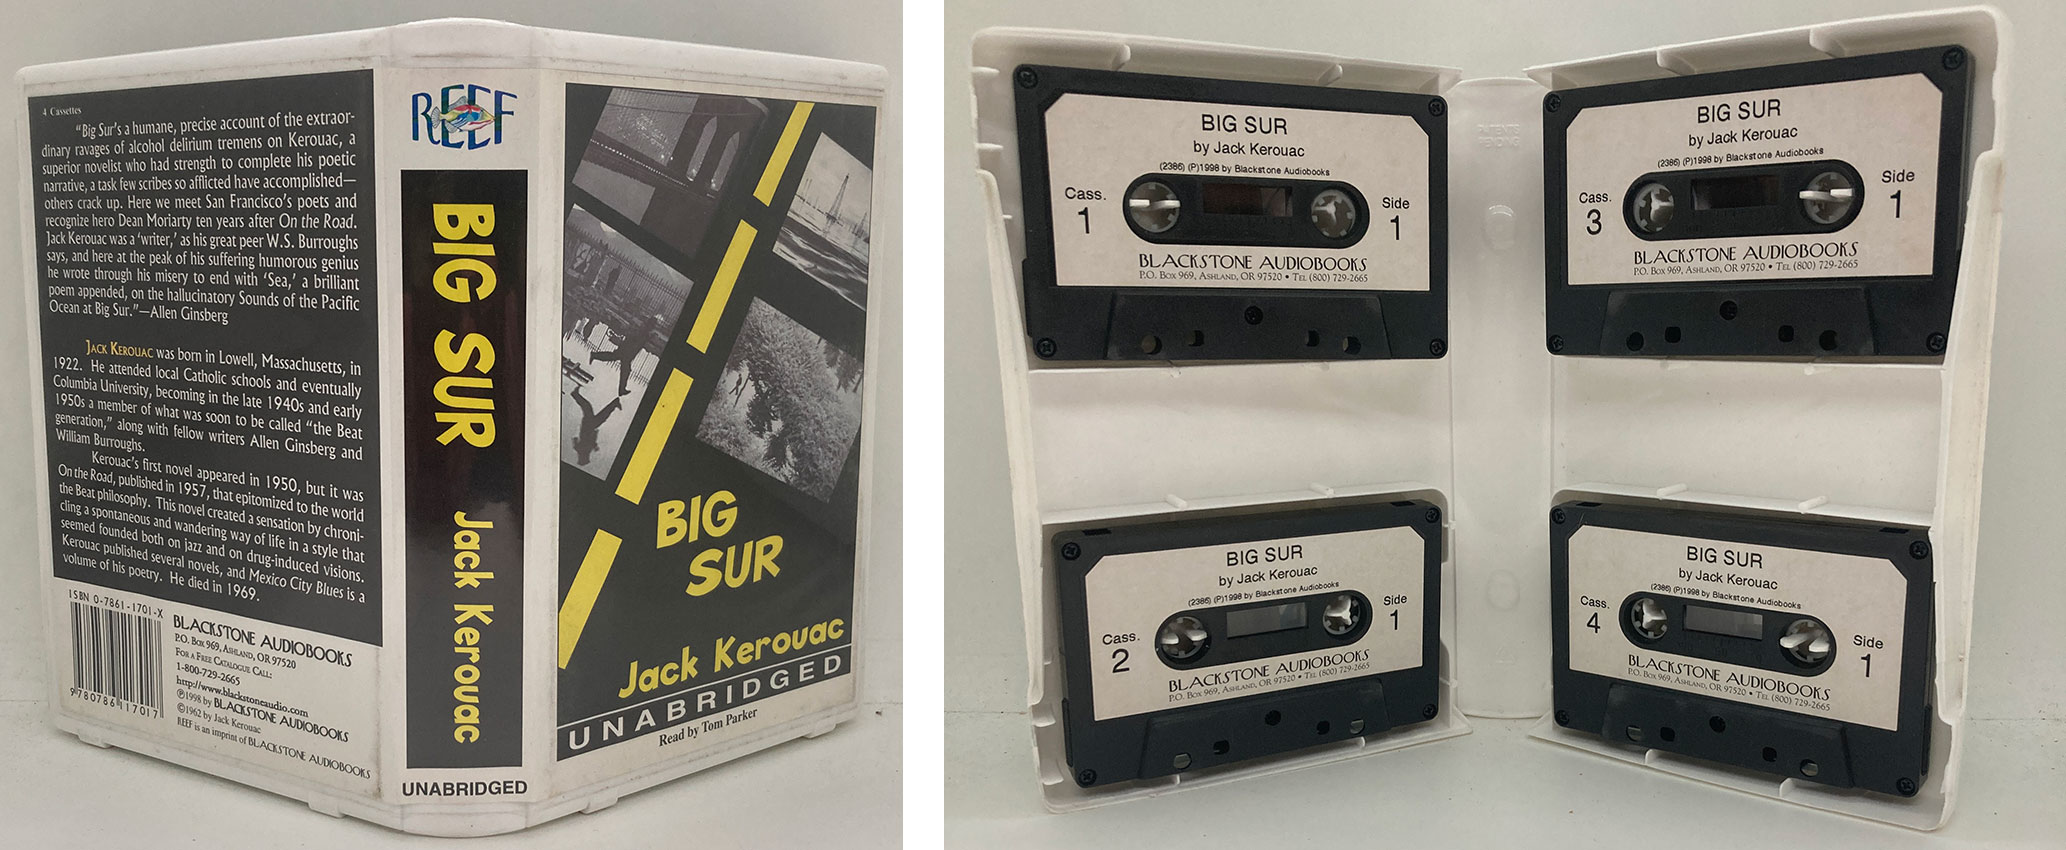 4 Cassettes
"Big Sur's a humane, precise account of the extraor-
dinary ravages of alcohol delirium tremens on Kerouac, a
superior novelist who had strength to complete his poetic
narrative, a task few scribes so afflicted have accomplished—
others crack up. Here we meet San Francisco's poets and
recognize hero Dean Moriarty ten years after On the Road.
Jack Kerouac was a 'writer,' as his great peer W.S. Burroughs
says, and here at the peak of his suffering humorous genius
he wrote through his misery to end with 'Sea,' a brilliant
poem appended, on the hallucinatory Sounds of the Pacific
Ocean at Big Sur."—Allen Ginsberg
JACK KEROUAC was born in Lowell, Massachusetts, in
1922. He attended local Catholic schools and eventually
Columbia University, becoming in the late 1940s and early
1950s a member of what was soon to be called "the Beat
generation," along with fellow writers Allen Ginsberg and
William Burroughs.
Kerouac's first novel appeared in 1950, but it was
On the Road, published in 1957, that epitomized to the world
the Beat philosophy. This novel created a sensation by chroni-
cling a spontaneous and wandering way of life in a style that
seemed founded both on jazz and on drug-induced visions.
Kerouac published several novels, and Mexico City Blues is a
volume of his poetry. He died in 1969.
ISBN 0-7861-1701-X
9 780786 117017
BLACKSTONE AUDIOBOOKS
P.O. Box 969, ASHLAND, OR 97520
FOR A FREE CATALOGUE CALL:
1-800-729-2665
http://www.blackstoneaudio.com
℗1998 by BLACKSTONE AUDIOBOOKS
©1962 by Jack Kerouac
REEF is an imprint of BLACKSTONE AUDIOBOOKS
REEF
BIG SUR Jack Kerouac
UNABRIDGED
BIG
SUR
Jack Kerouac
UNABRIDGED
Read by Tom Parker
BIG SUR
by Jack Kerouac
(2386) (P)1998 by Blackstone Audiobooks
Cass.
1
Side
1
BLACKSTONE AUDIOBOOKS
P.O. Box 969, ASHLAND, OR 97520 • TEL (800) 729-2665
BIG SUR
by Jack Kerouac
(2386) (P)1998 by Blackstone Audiobooks
Cass.
3
Side
1
BLACKSTONE AUDIOBOOKS
P.O. Box 969, ASHLAND, OR 97520 • TEL (800) 729-2665
PATENTS
PENDING
BIG SUR
by Jack Kerouac
(2386) (P)1998 by Blackstone Audiobooks
Cass.
2
Side
1
BLACKSTONE AUDIOBOOKS
P.O. Box 969, ASHLAND, OR 97520 • TEL (800) 729-2665
BIG SUR
by Jack Kerouac
(2386) (P)1998 by Blackstone Audiobooks
Cass.
4
Side
1
BLACKSTONE AUDIOBOOKS
P.O. Box 969, ASHLAND, OR 97520 • TEL (800) 729-2665